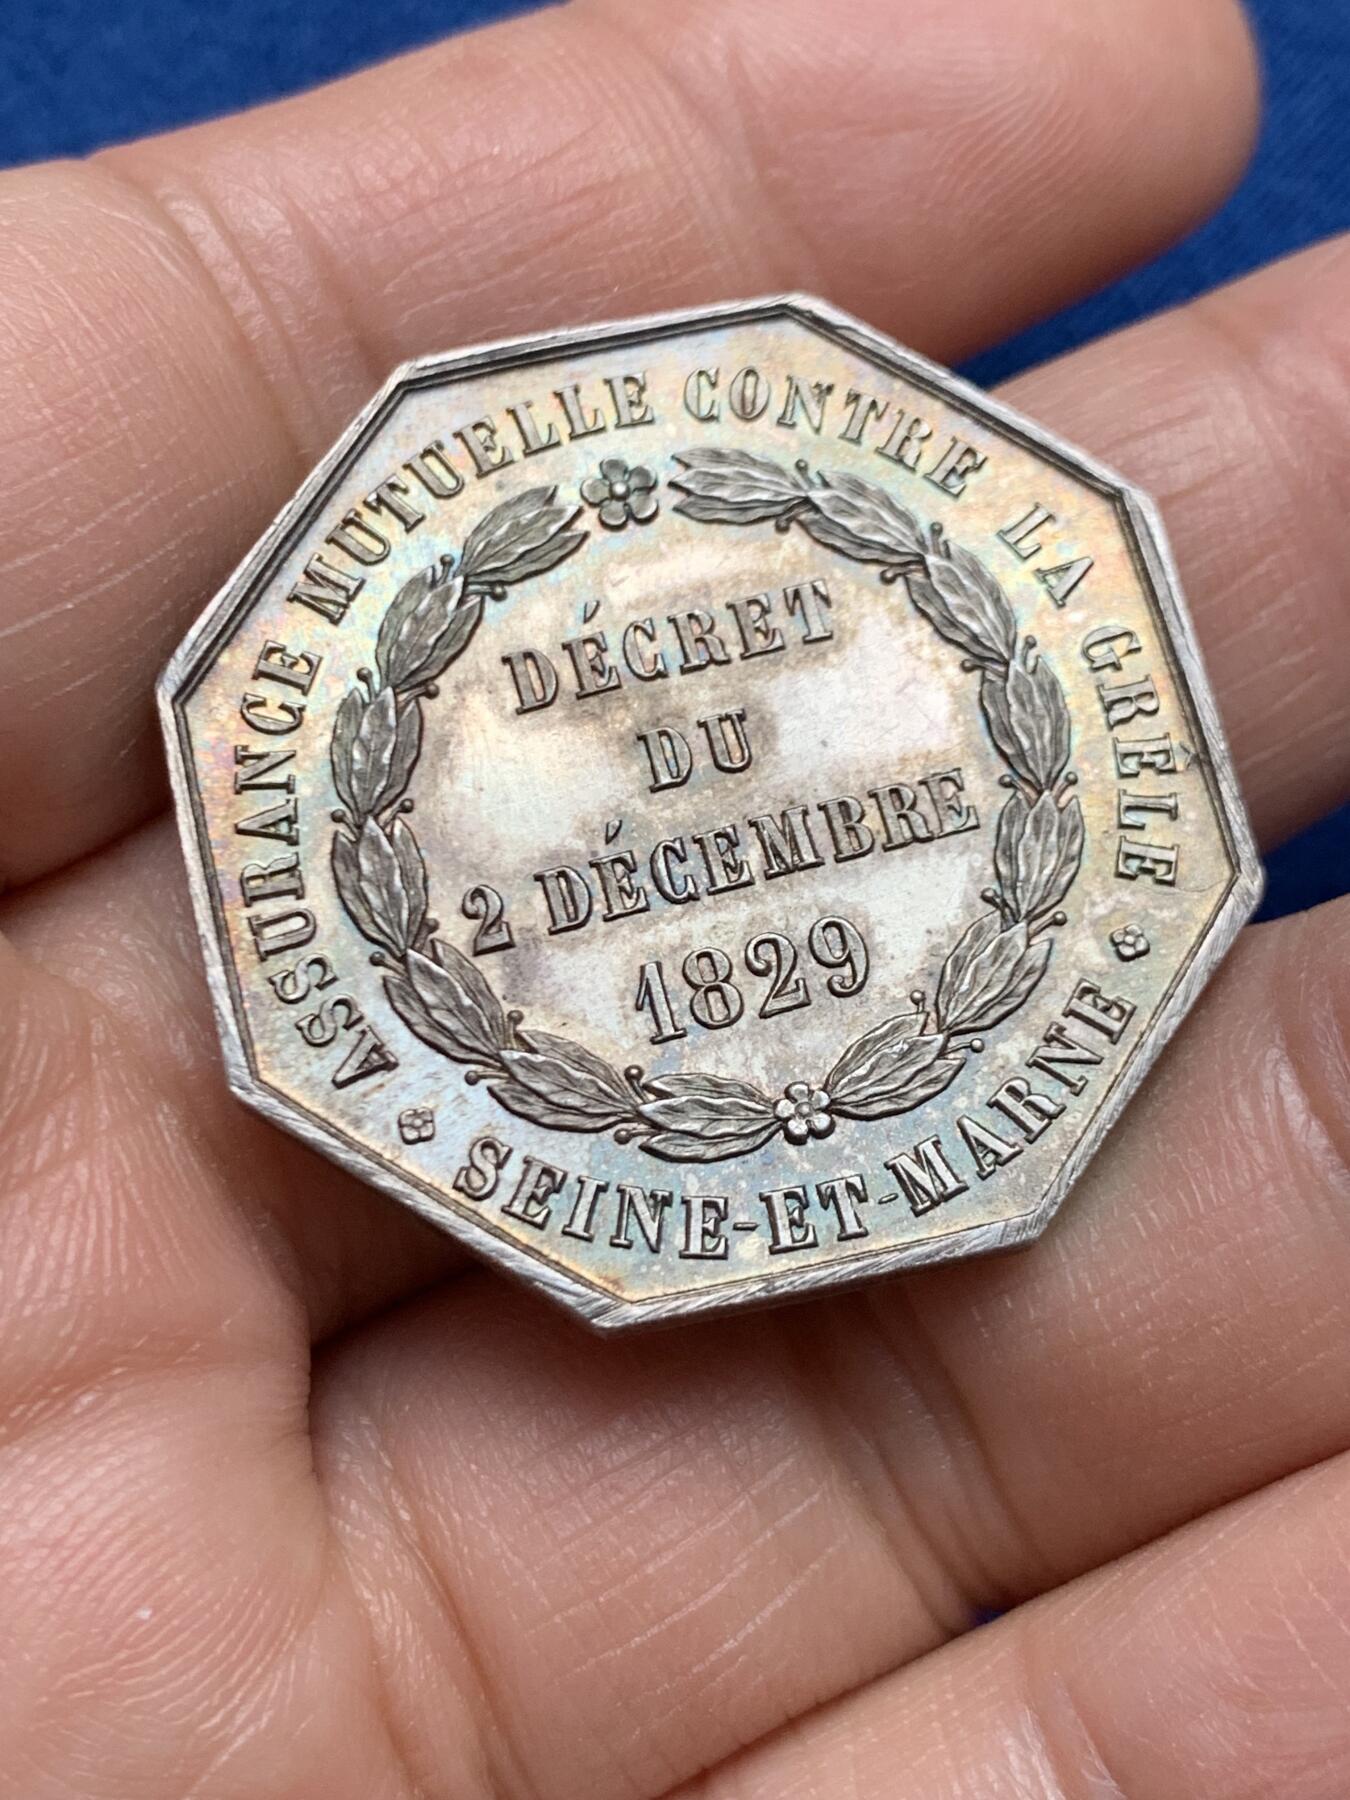 ASSURANCE MUTUELLE CONTRE LA GRÊLE
DÉCRET
DU
2 DÉCEMBRE
1829
SEINE-ET-MARNE